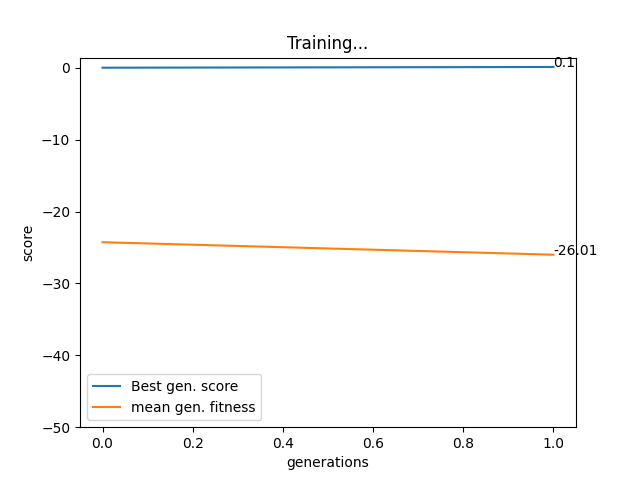 Training...
0.1
-26.01
0
−10
−20
−30
−40
−50
score
Best gen. score
mean gen. fitness
0.0 0.2 0.4 0.6 0.8 1.0
generations